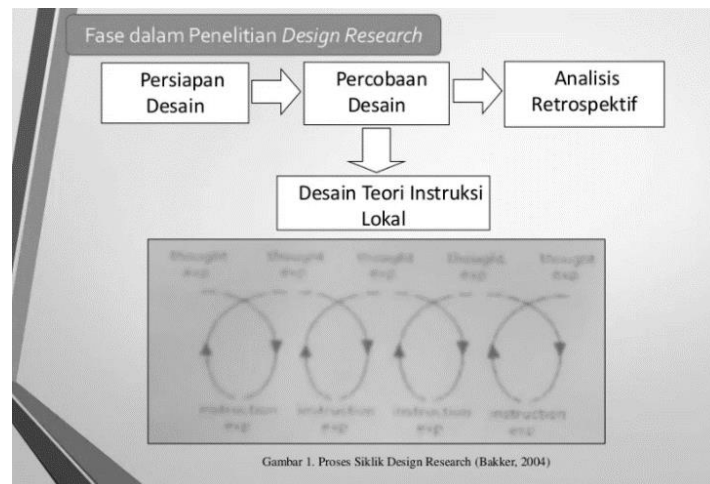 Fase dalam Penelitian Design Research
Persiapan
Desain
Percobaan
Desain
Analisis
Retrospektif
Desain Teori Instruksi
Lokal
thought
exp
thought
exp
thought
exp
thought
exp
thought
exp
instruction
exp
instruction
exp
instruction
exp
instruction
exp
Gambar 1. Proses Siklik Design Research (Bakker, 2004)